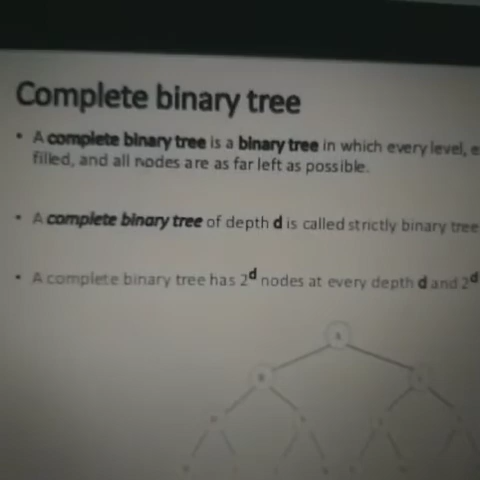 Complete binary tree
• A complete binary tree is a binary tree in which every level,
filled, and all nodes are as far left as possible.
• A complete binary tree of depth d is called strictly binary tree
• A complete binary tree has 2^d nodes at every depth d and 2^d